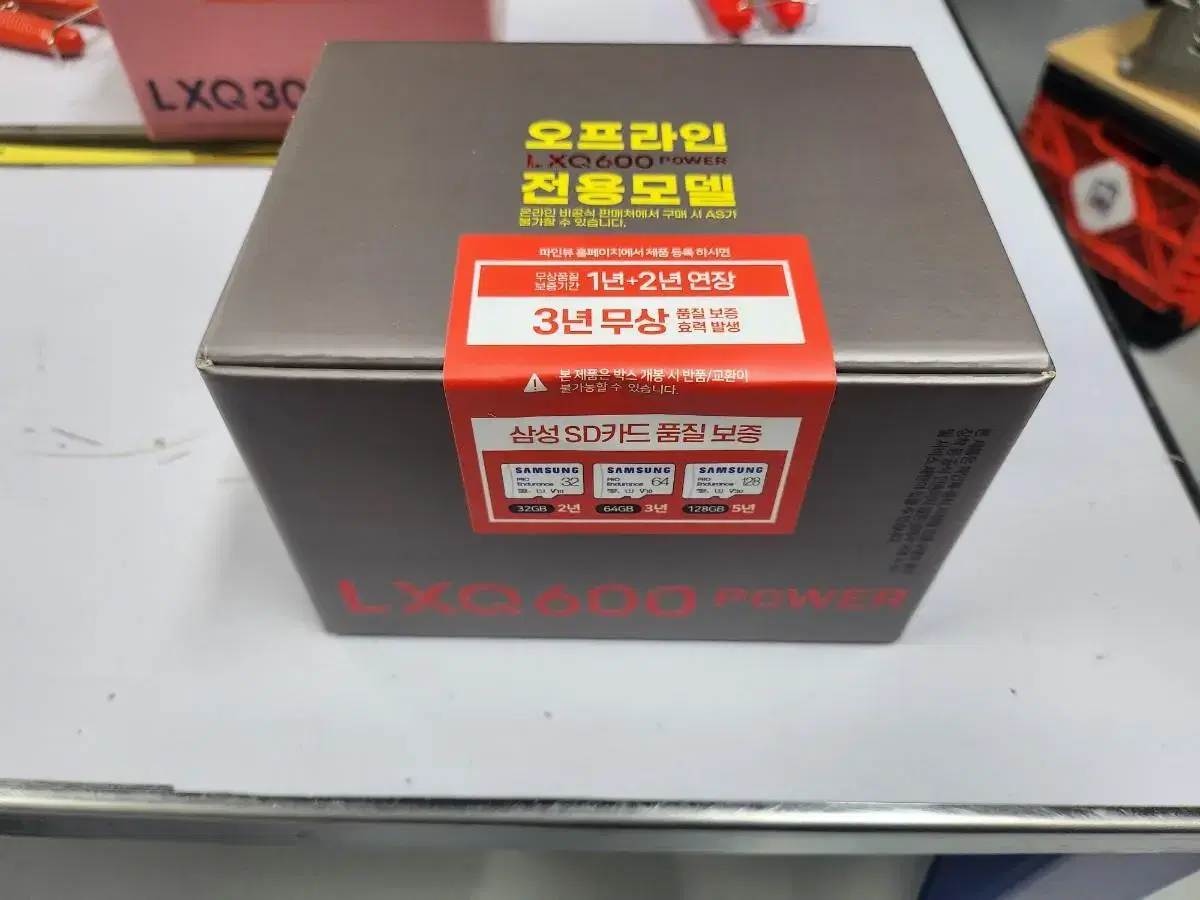 LXQ30
오프라인
LXQ600 POWER
전용모델
온라인 비공식 판매처에서 구매 시 AS가
불가할 수 있습니다.
파인뷰 홈페이지에서 제품 등록 하시면
무상품질
보증기간 1년+2년 연장
3년 무상 품질 보증
효력 발생
본 제품은 박스 개봉 시 반품/교환이
불가능할 수 있습니다.
삼성 SD카드 품질 보증
SAMSUNG SAMSUNG SAMSUNG
PRO PRO PRO
Endurance 32 Endurance 64 Endurance 128
32GB 2년 64GB 3년 128GB 5년
LXQ600 POWER